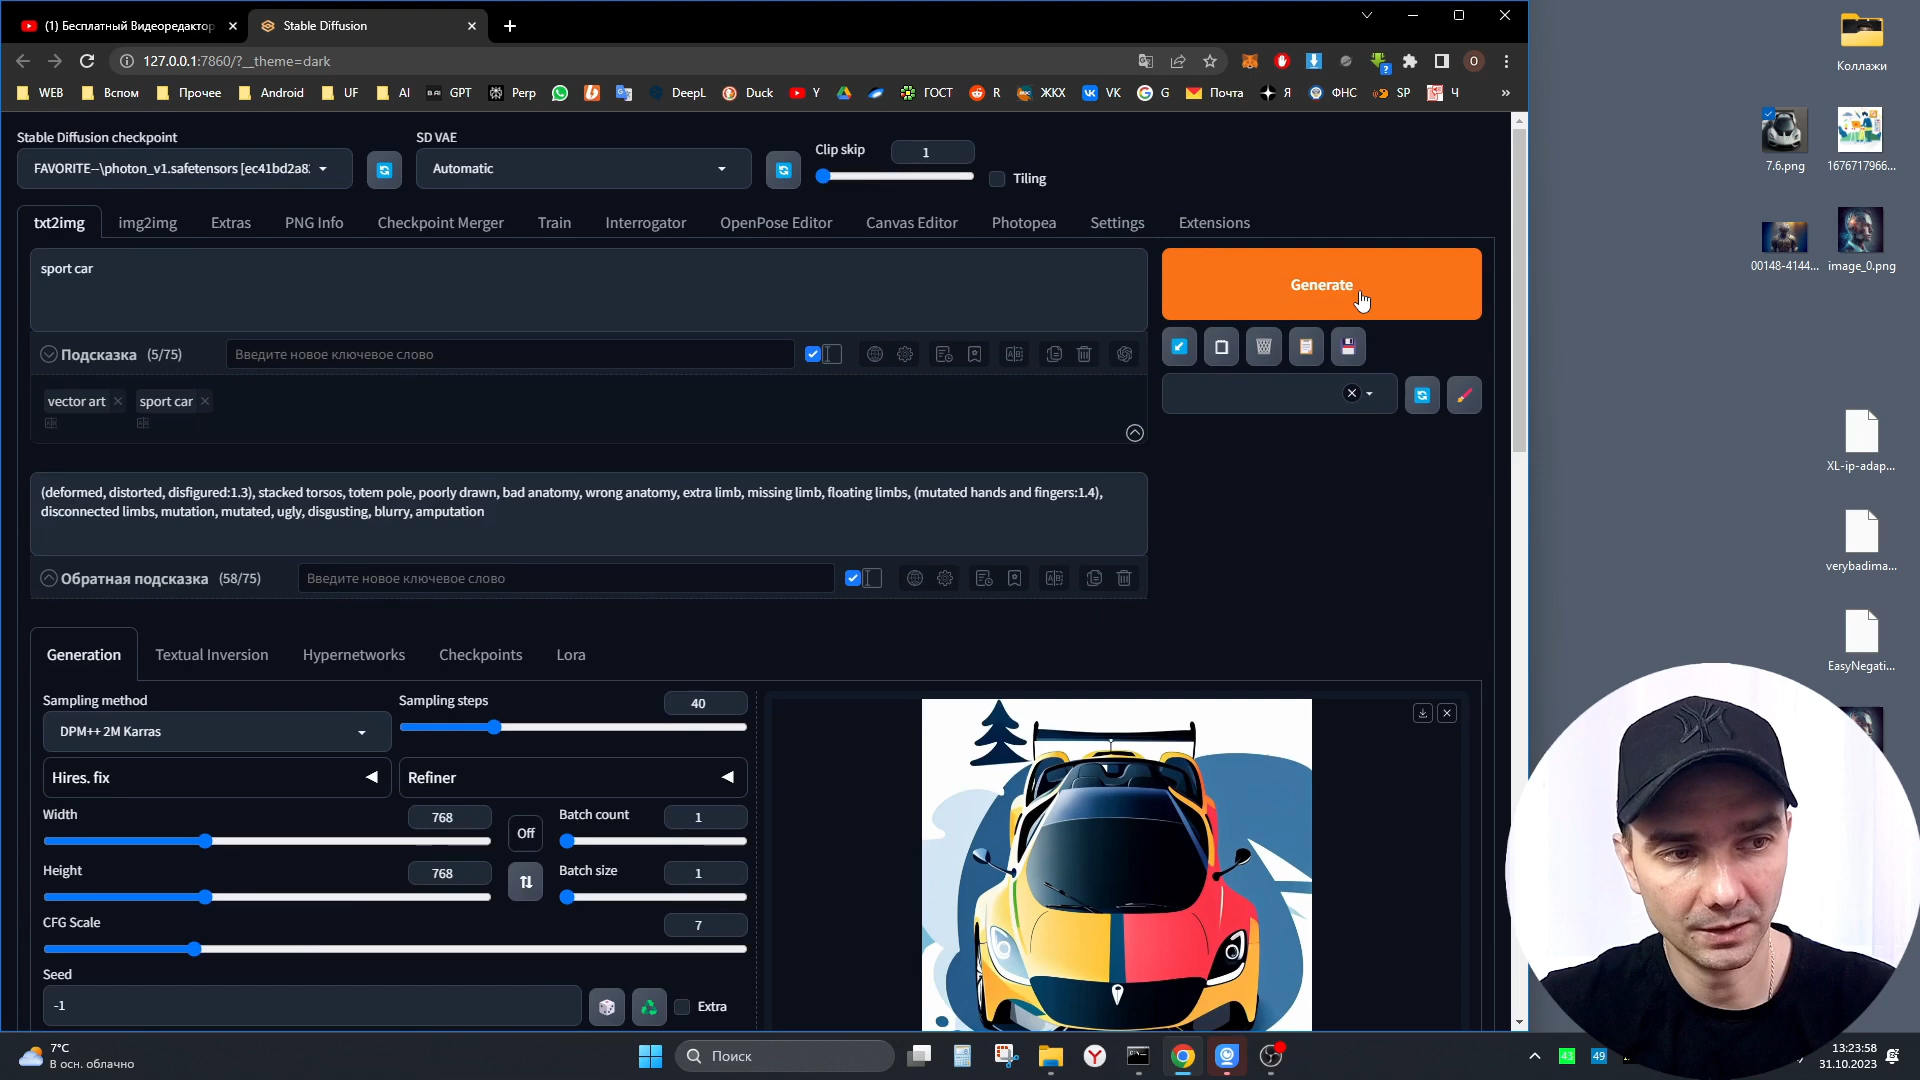 (1) Бесплатный Видеоредактор
Stable Diffusion
127.0.0.1:7860/?__theme=dark
WEB
Вспом
Прочее
Android
UF
AI
GPT
Perp
DeepL
Duck
Y
ГОСТ
R
ЖКХ
VK
G
Почта
Я
ФНС
SP
Ч
Stable Diffusion checkpoint
SD VAE
Clip skip
1
FAVORITE--\photon_v1.safetensors [ec41bd2a8
Automatic
Tiling
txt2img
img2img
Extras
PNG Info
Checkpoint Merger
Train
Interrogator
OpenPose Editor
Canvas Editor
Photopea
Settings
Extensions
sport car
Generate
Подсказка (5/75)
Введите новое ключевое слово
vector art
sport car
(deformed, distorted, disfigured:1.3), stacked torsos, totem pole, poorly drawn, bad anatomy, wrong anatomy, extra limb, missing limb, floating limbs, (mutated hands and fingers:1.4),
disconnected limbs, mutation, mutated, ugly, disgusting, blurry, amputation
Обратная подсказка (58/75)
Введите новое ключевое слово
Generation
Textual Inversion
Hypernetworks
Checkpoints
Lora
Sampling method
Sampling steps
40
DPM++ 2M Karras
Hires. fix
Refiner
Width
768
Off
Batch count
1
Height
768
Batch size
1
CFG Scale
7
Seed
-1
Extra
Коллажи
7.6.png
1676717966...
00148-4144...
image_0.png
XL-ip-adap...
verybadima...
EasyNegati...
7°C
В осн. облачно
Поиск
43
49
13:23:58
31.10.2023